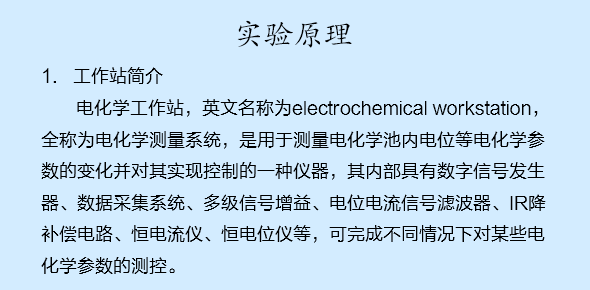 实验原理
1. 工作站简介
电化学工作站，英文名称为electrochemical workstation，
全称为电化学测量系统，是用于测量电化学池内电位等电化学参
数的变化并对其实现控制的一种仪器，其内部具有数字信号发生
器、数据采集系统、多级信号增益、电位电流信号滤波器、IR降
补偿电路、恒电流仪、恒电位仪等，可完成不同情况下对某些电
化学参数的测控。